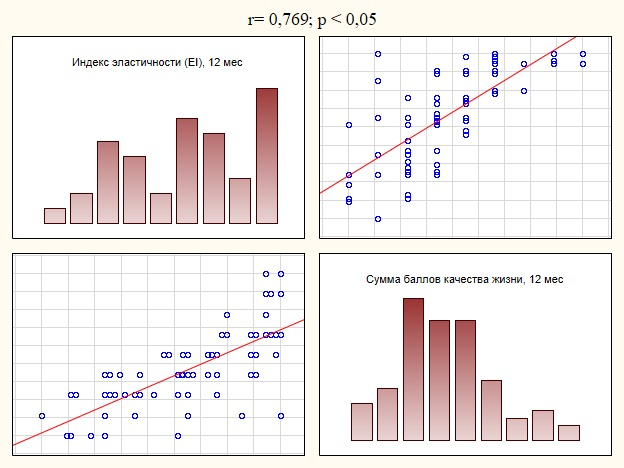 r= 0,769; p < 0,05
Индекс эластичности (EI), 12 мес
Сумма баллов качества жизни, 12 мес